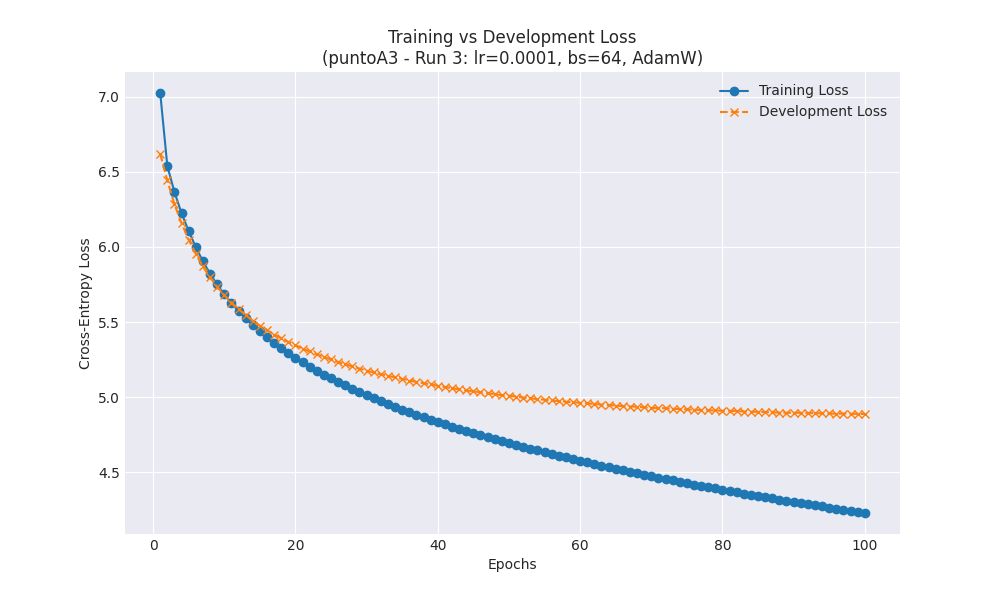 Training vs Development Loss
(puntoA3 - Run 3: lr=0.0001, bs=64, AdamW)
Training Loss
Development Loss
Cross-Entropy Loss
7.0
6.5
6.0
5.5
5.0
4.5
0 20 40 60 80 100
Epochs